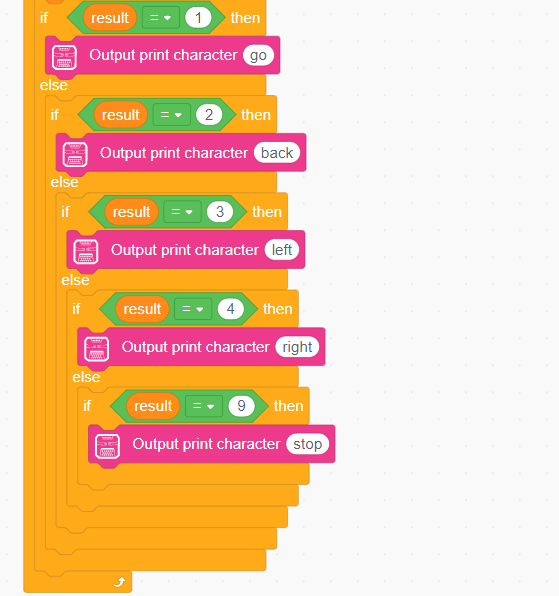 if result = 1 then
Output print character go
else
if result = 2 then
Output print character back
else
if result = 3 then
Output print character left
else
if result = 4 then
Output print character right
else
if result = 9 then
Output print character stop